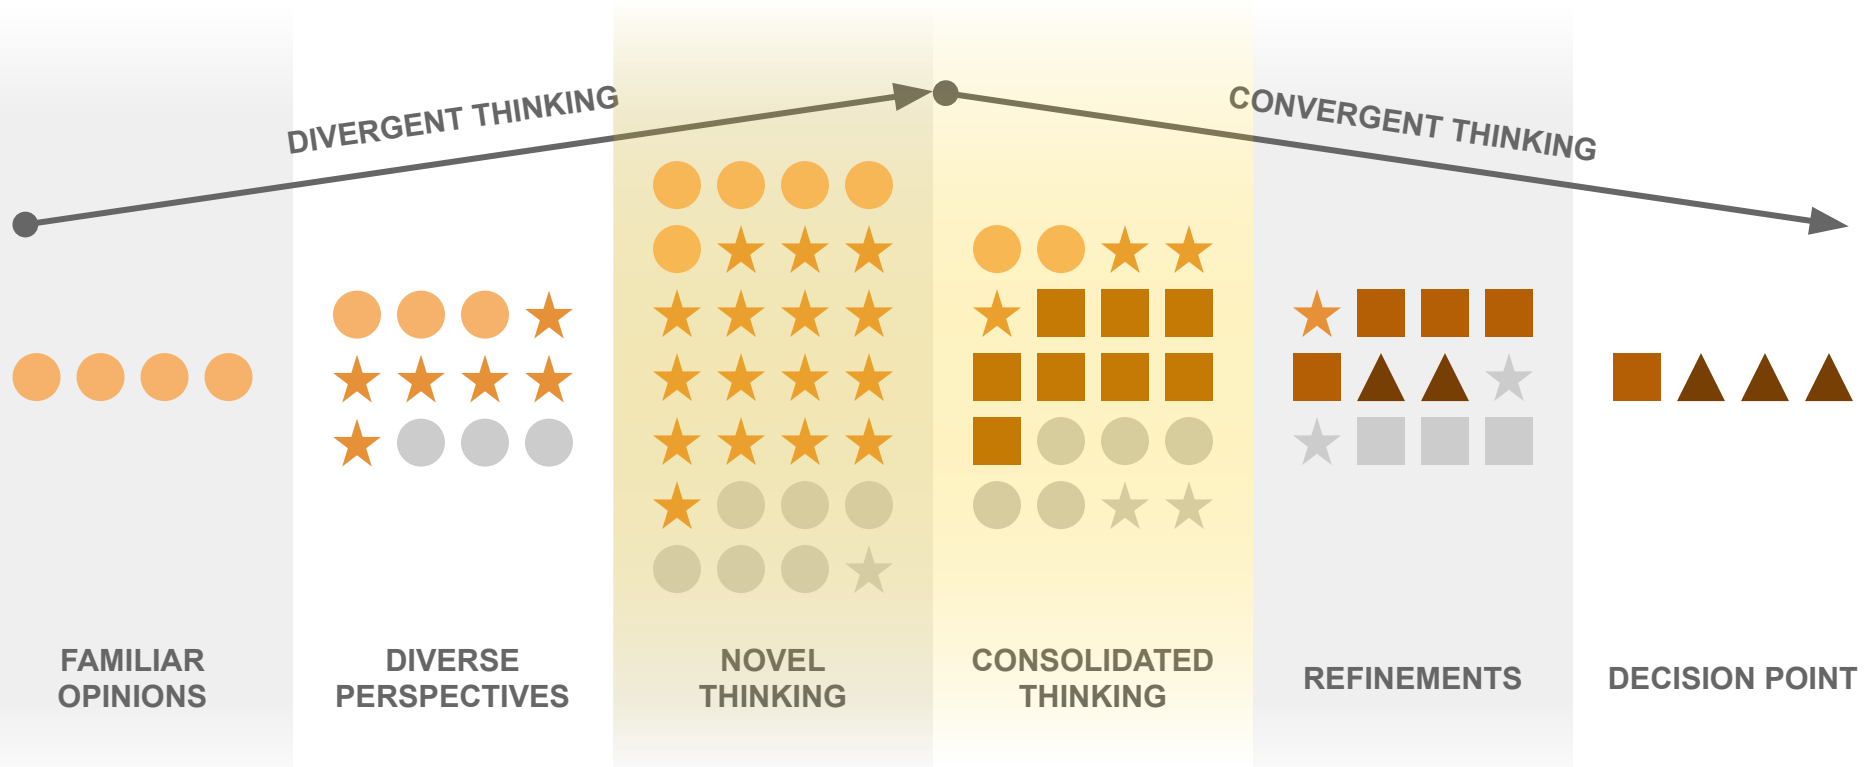 DIVERGENT THINKING
CONVERGENT THINKING
FAMILIAR
OPINIONS
DIVERSE
PERSPECTIVES
NOVEL
THINKING
CONSOLIDATED
THINKING
REFINEMENTS
DECISION POINT